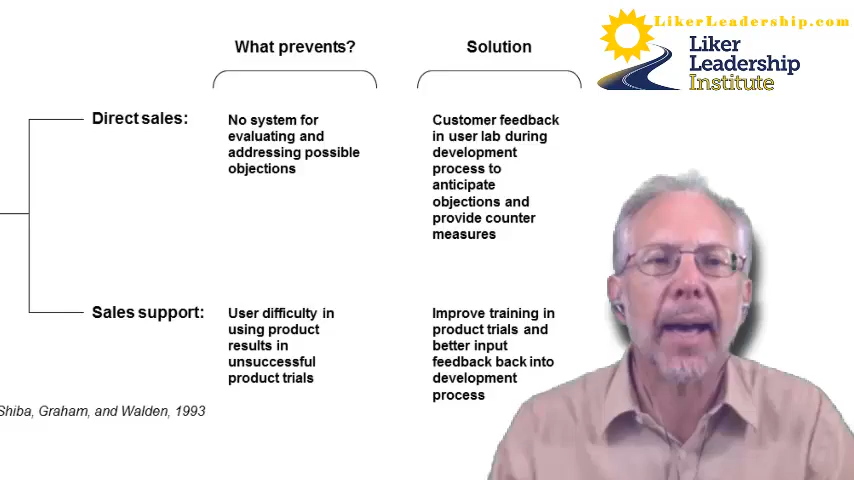 LikerLeadership.com
Liker
Leadership
Institute
What prevents?
Solution
Direct sales:
No system for
evaluating and
addressing possible
objections
Customer feedback
in user lab during
development
process to
anticipate
objections and
provide counter
measures
Sales support:
User difficulty in
using product
results in
unsuccessful
product trials
Improve training in
product trials and
better input
feedback back into
development
process
Shiba, Graham, and Walden, 1993